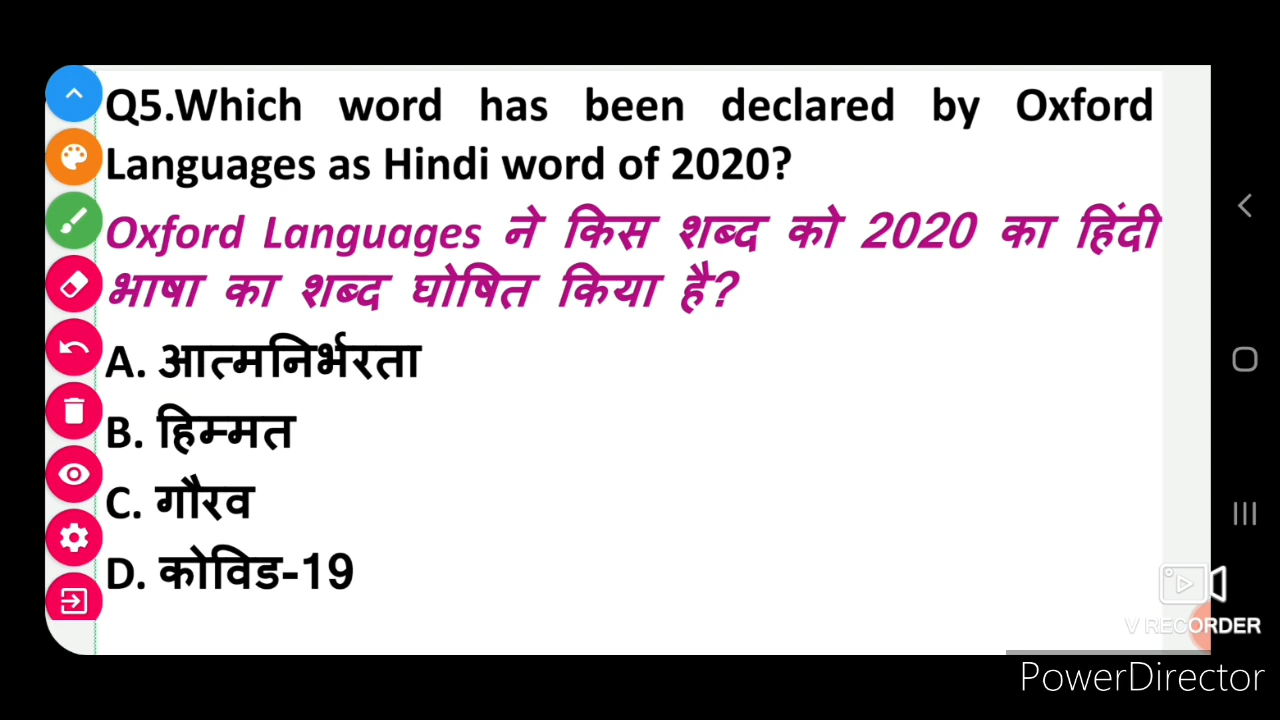 Q5.Which word has been declared by Oxford
Languages as Hindi word of 2020?
Oxford Languages ने किस शब्द को 2020 का हिंदी
भाषा का शब्द घोषित किया है?
A. आत्मनिर्भरता
B. हिम्मत
C. गौरव
D. कोविड-19
V RECORDER
PowerDirector